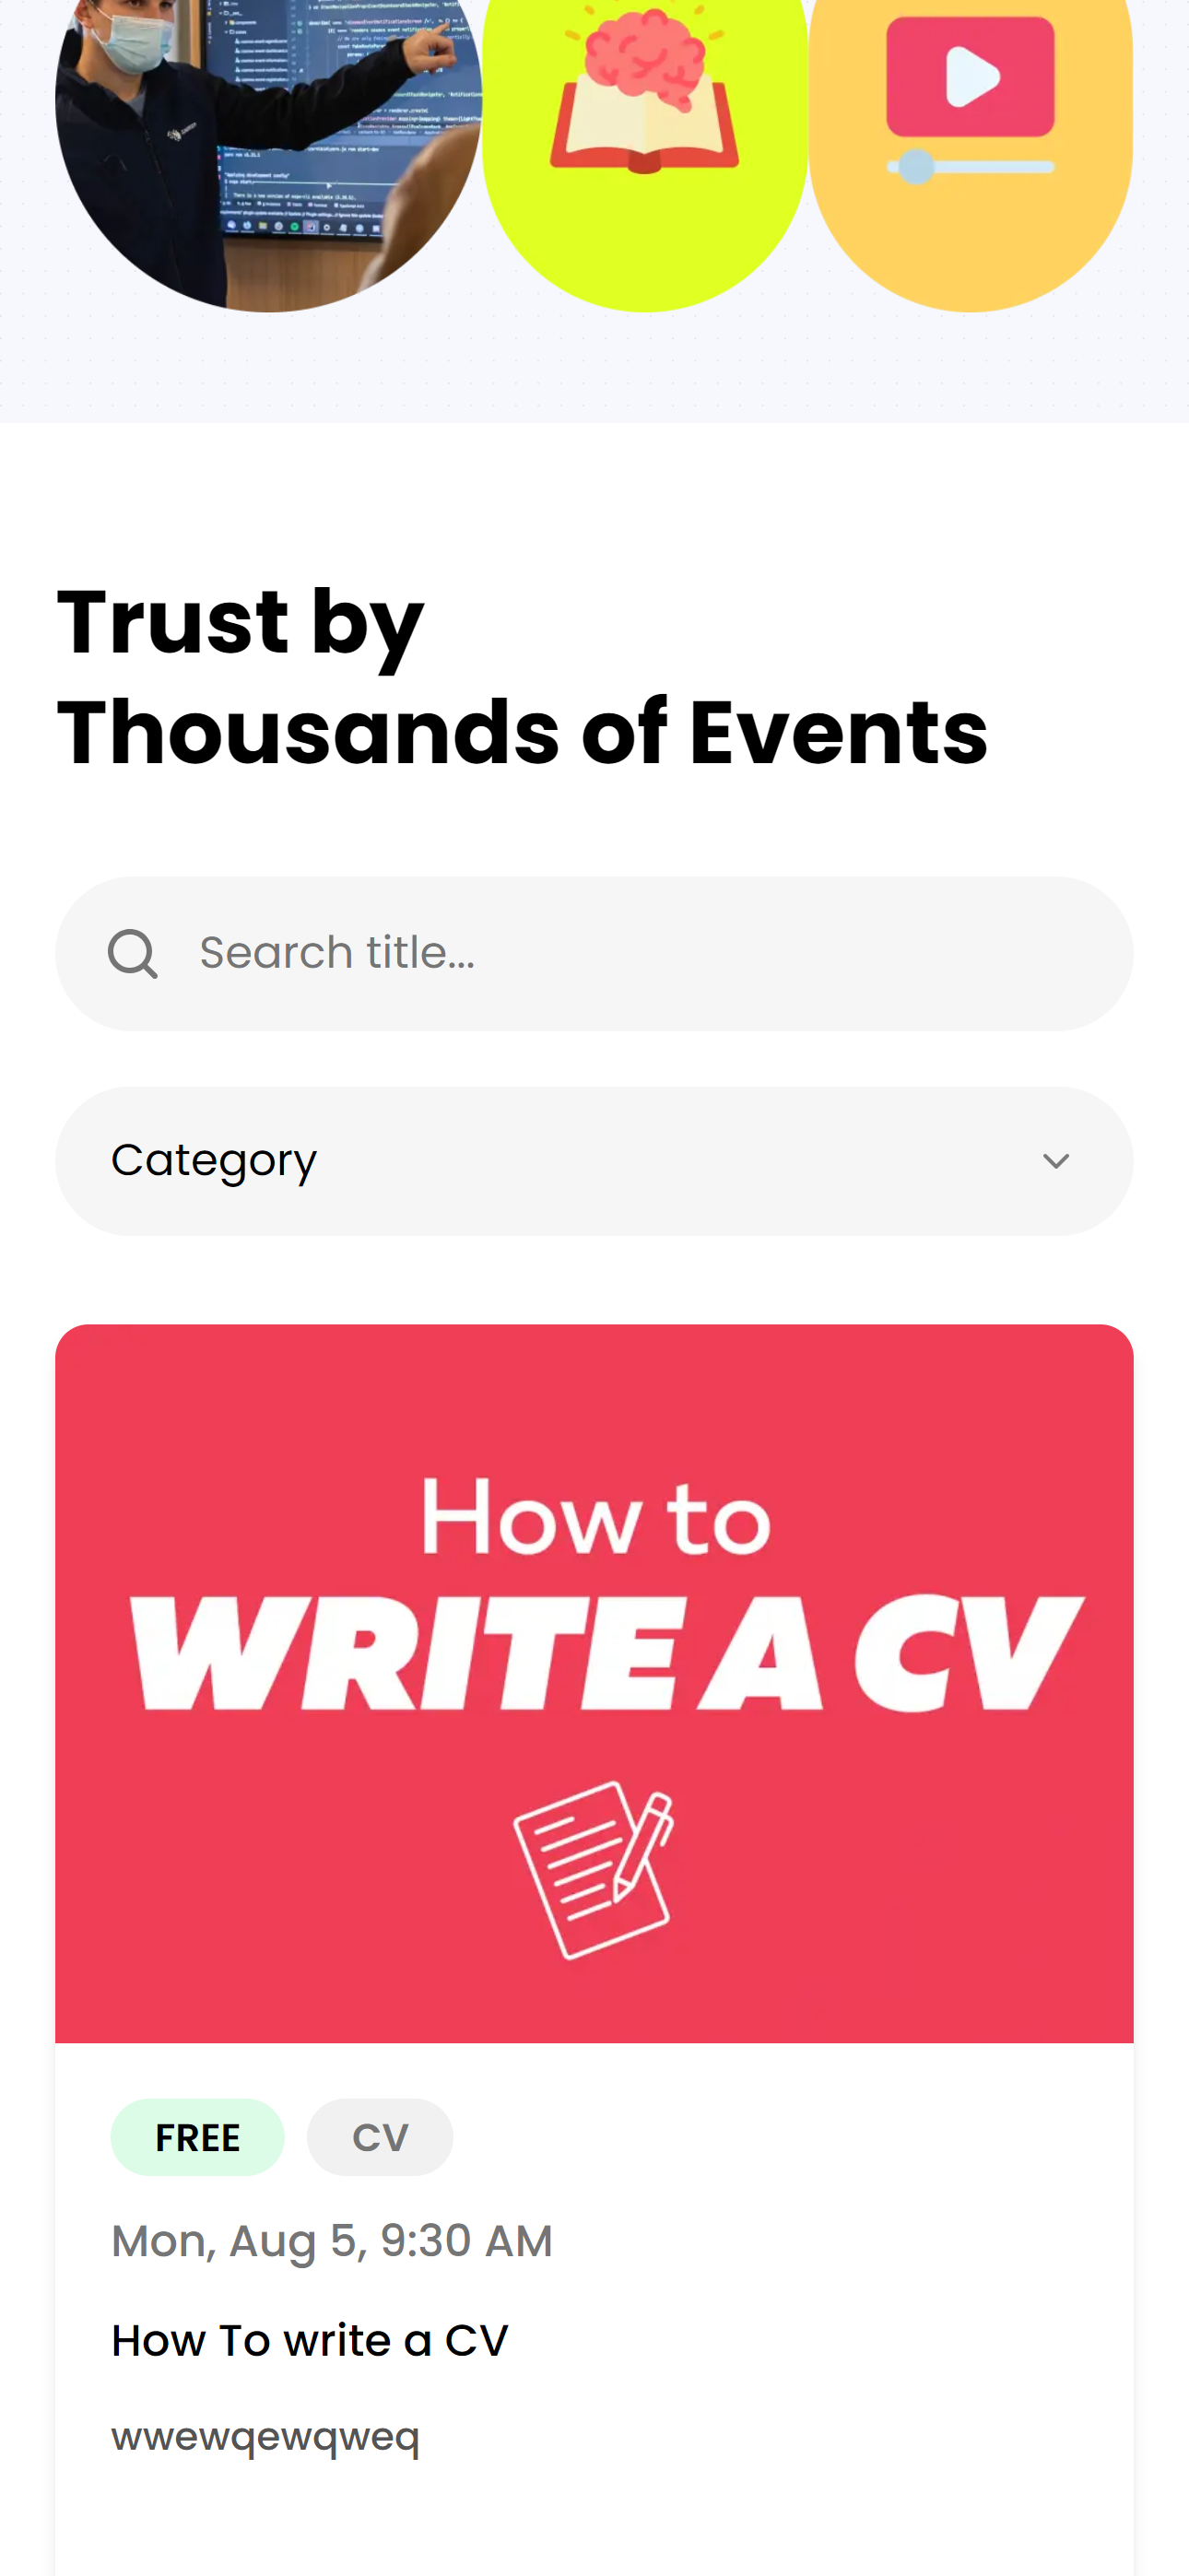 Trust by
Thousands of Events
Search title...
Category
How to
WRITE A CV
FREE CV
Mon, Aug 5, 9:30 AM
How To write a CV
wwewqewqweq